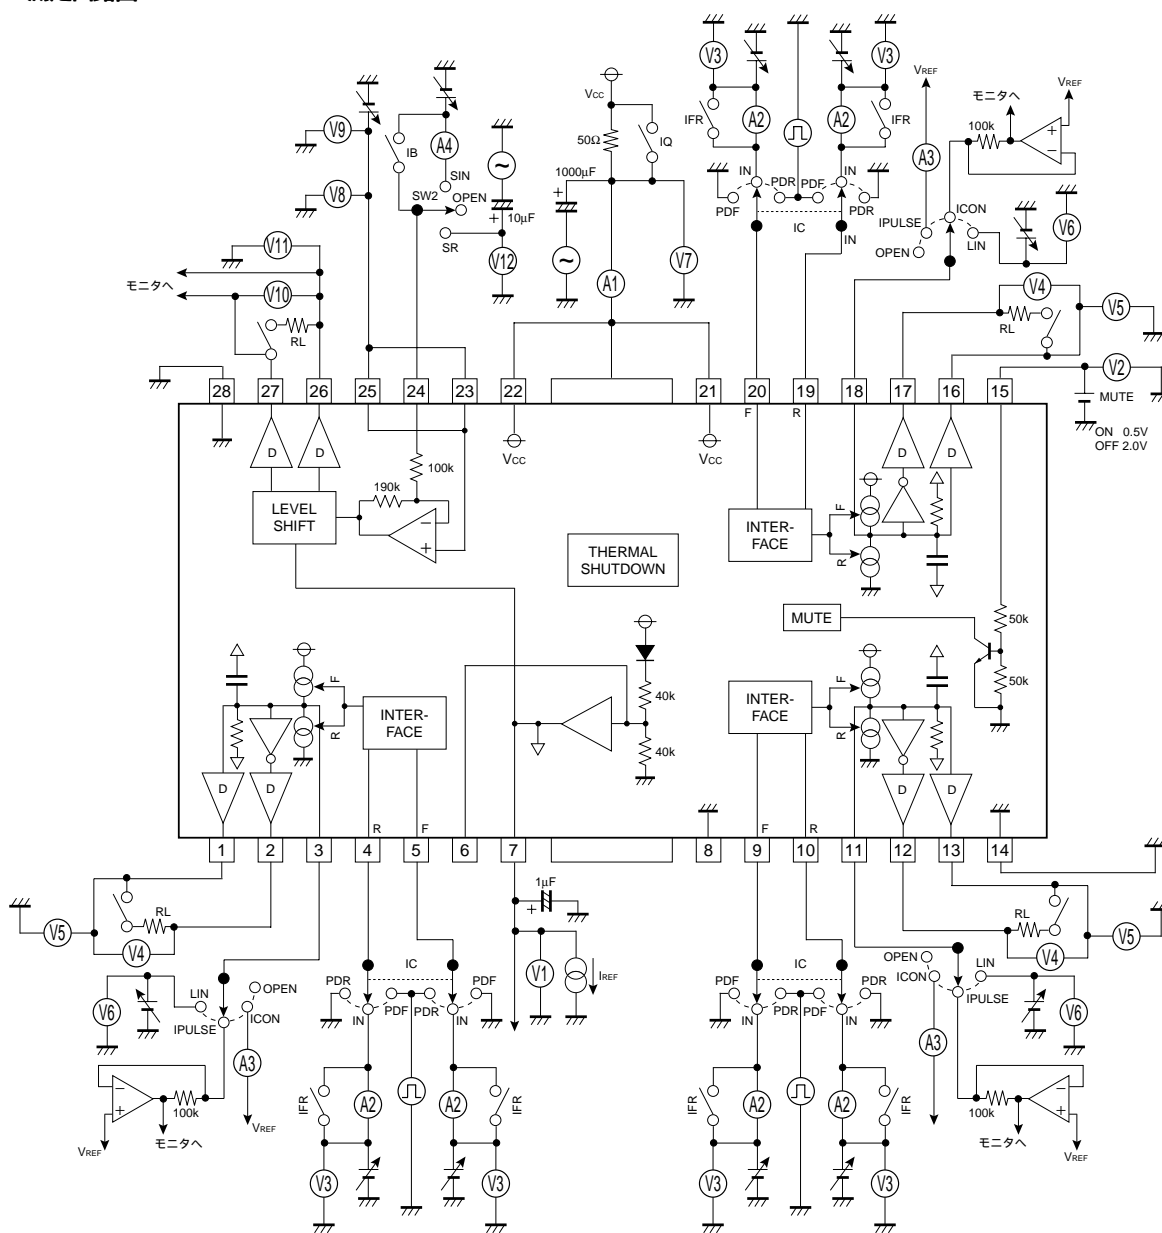 V3
V3
VREF
VREF
モニタへ
Vcc
IFR
A2
A2
IFR
100k
+
−
V9
IB
A4
50Ω
IQ
A3
SIN
1000μF
IN
PDR
PDF
IN
V8
SW2
OPEN
+
10μF
+
PDF
IC
PDR
IPULSE
ICON
V6
SR
IN
OPEN
LIN
V11
V12
V7
モニタへ
V10
A1
V4
RL
RL
V5
V2
MUTE
ON 0.5V
OFF 2.0V
28
27
26
25
24
23
22
21
20
19
18
17
16
15
F
R
D
D
Vcc
Vcc
D
D
100k
190k
LEVEL
SHIFT
−
+
INTER-
FACE
F
R
THERMAL
SHUTDOWN
MUTE
50k
50k
F
R
INTER-
FACE
40k
40k
INTER-
FACE
F
R
D
D
D
D
R
F
F
R
1
2
3
4
5
6
7
8
9
10
11
12
13
14
1μF
+
RL
V5
V4
RL
V4
V5
V1
IREF
IC
IC
OPEN
LIN
ICON
IPULSE
V6
LIN
OPEN
ICON
IPULSE
V6
PDR
PDF
IN
PDF
PDR
IN
PDF
PDR
IN
PDR
PDF
IN
A3
A3
−
+
100k
モニタへ
VREF
VREF
IFR
A2
A2
IFR
IFR
A2
A2
IFR
100k
−
+
モニタへ
VREF
V3
V3
V3
V3